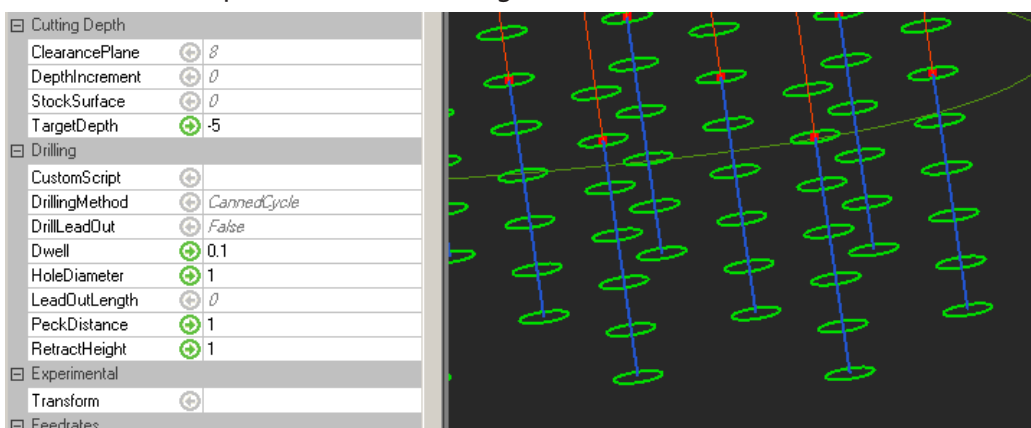 Cutting Depth
ClearancePlane 8
DepthIncrement 0
StockSurface 0
TargetDepth -5
Drilling
CustomScript
DrillingMethod CannedCycle
DrillLeadOut False
Dwell 0.1
HoleDiameter 1
LeadOutLength 0
PeckDistance 1
RetractHeight 1
Experimental
Transform
Feedrates